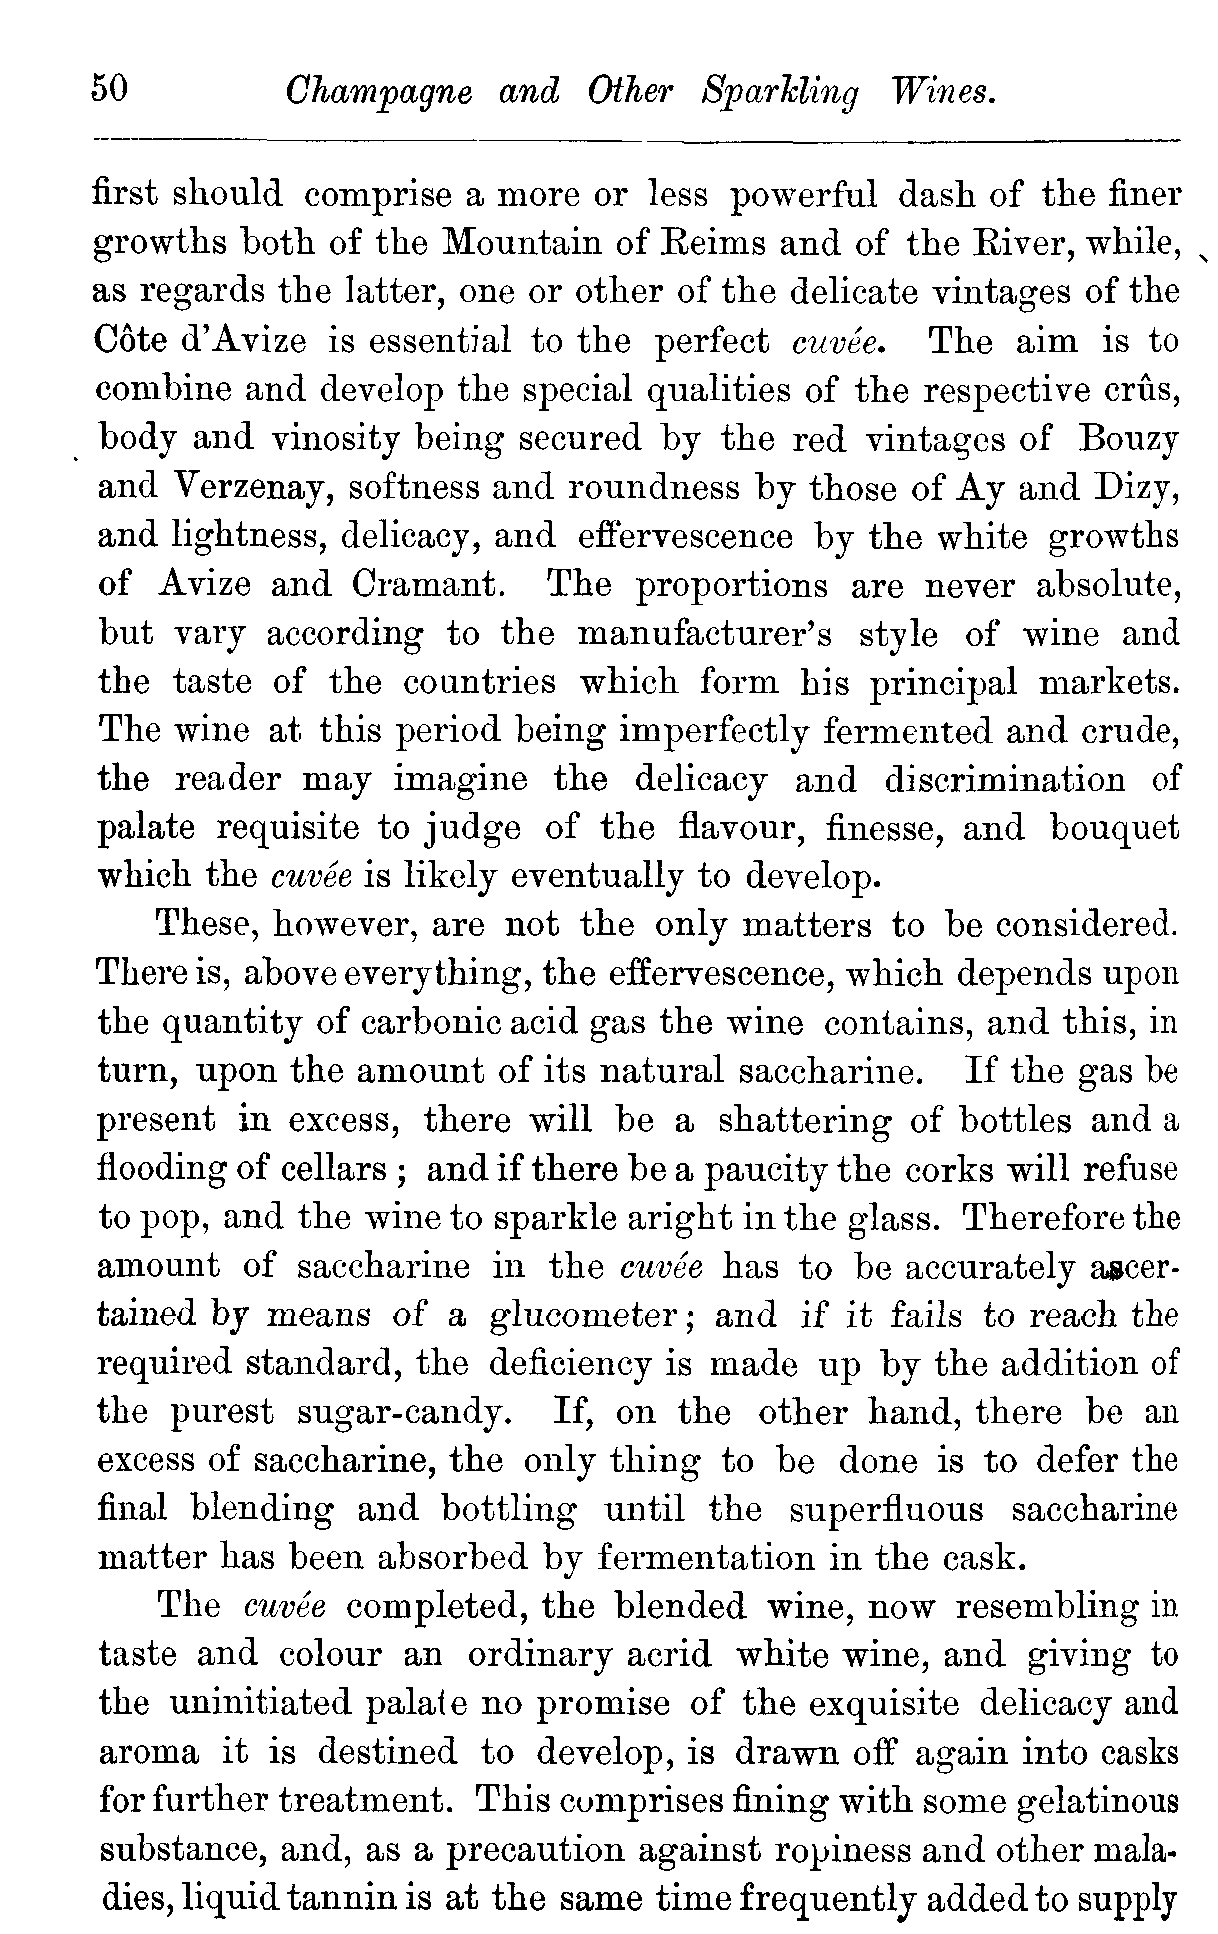 50 Champagne and Other Sparkling Wines.
first should comprise a more or less powerful dash of the finer
growths both of the Mountain of Reims and of the River, while,
as regards the latter, one or other of the delicate vintages of the
Côte d'Avize is essential to the perfect cuvée. The aim is to
combine and develop the special qualities of the respective crûs,
body and vinosity being secured by the red vintages of Bouzy
and Verzenay, softness and roundness by those of Ay and Dizy,
and lightness, delicacy, and effervescence by the white growths
of Avize and Cramant. The proportions are never absolute,
but vary according to the manufacturer's style of wine and
the taste of the countries which form his principal markets.
The wine at this period being imperfectly fermented and crude,
the reader may imagine the delicacy and discrimination of
palate requisite to judge of the flavour, finesse, and bouquet
which the cuvée is likely eventually to develop.
These, however, are not the only matters to be considered.
There is, above everything, the effervescence, which depends upon
the quantity of carbonic acid gas the wine contains, and this, in
turn, upon the amount of its natural saccharine. If the gas be
present in excess, there will be a shattering of bottles and a
flooding of cellars ; and if there be a paucity the corks will refuse
to pop, and the wine to sparkle aright in the glass. Therefore the
amount of saccharine in the cuvée has to be accurately ascer-
tained by means of a glucometer ; and if it fails to reach the
required standard, the deficiency is made up by the addition of
the purest sugar-candy. If, on the other hand, there be an
excess of saccharine, the only thing to be done is to defer the
final blending and bottling until the superfluous saccharine
matter has been absorbed by fermentation in the cask.
The cuvée completed, the blended wine, now resembling in
taste and colour an ordinary acrid white wine, and giving to
the uninitiated palate no promise of the exquisite delicacy and
aroma it is destined to develop, is drawn off again into casks
for further treatment. This comprises fining with some gelatinous
substance, and, as a precaution against ropiness and other mala-
dies, liquid tannin is at the same time frequently added to supply